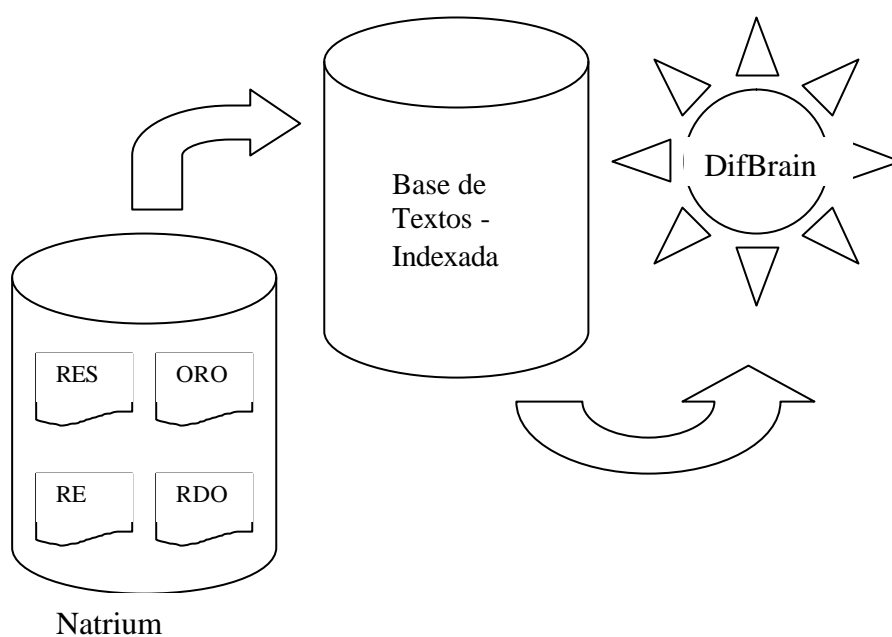 Base de
Textos -
Indexada
DifBrain
RES
ORO
RE
RDO
Natrium